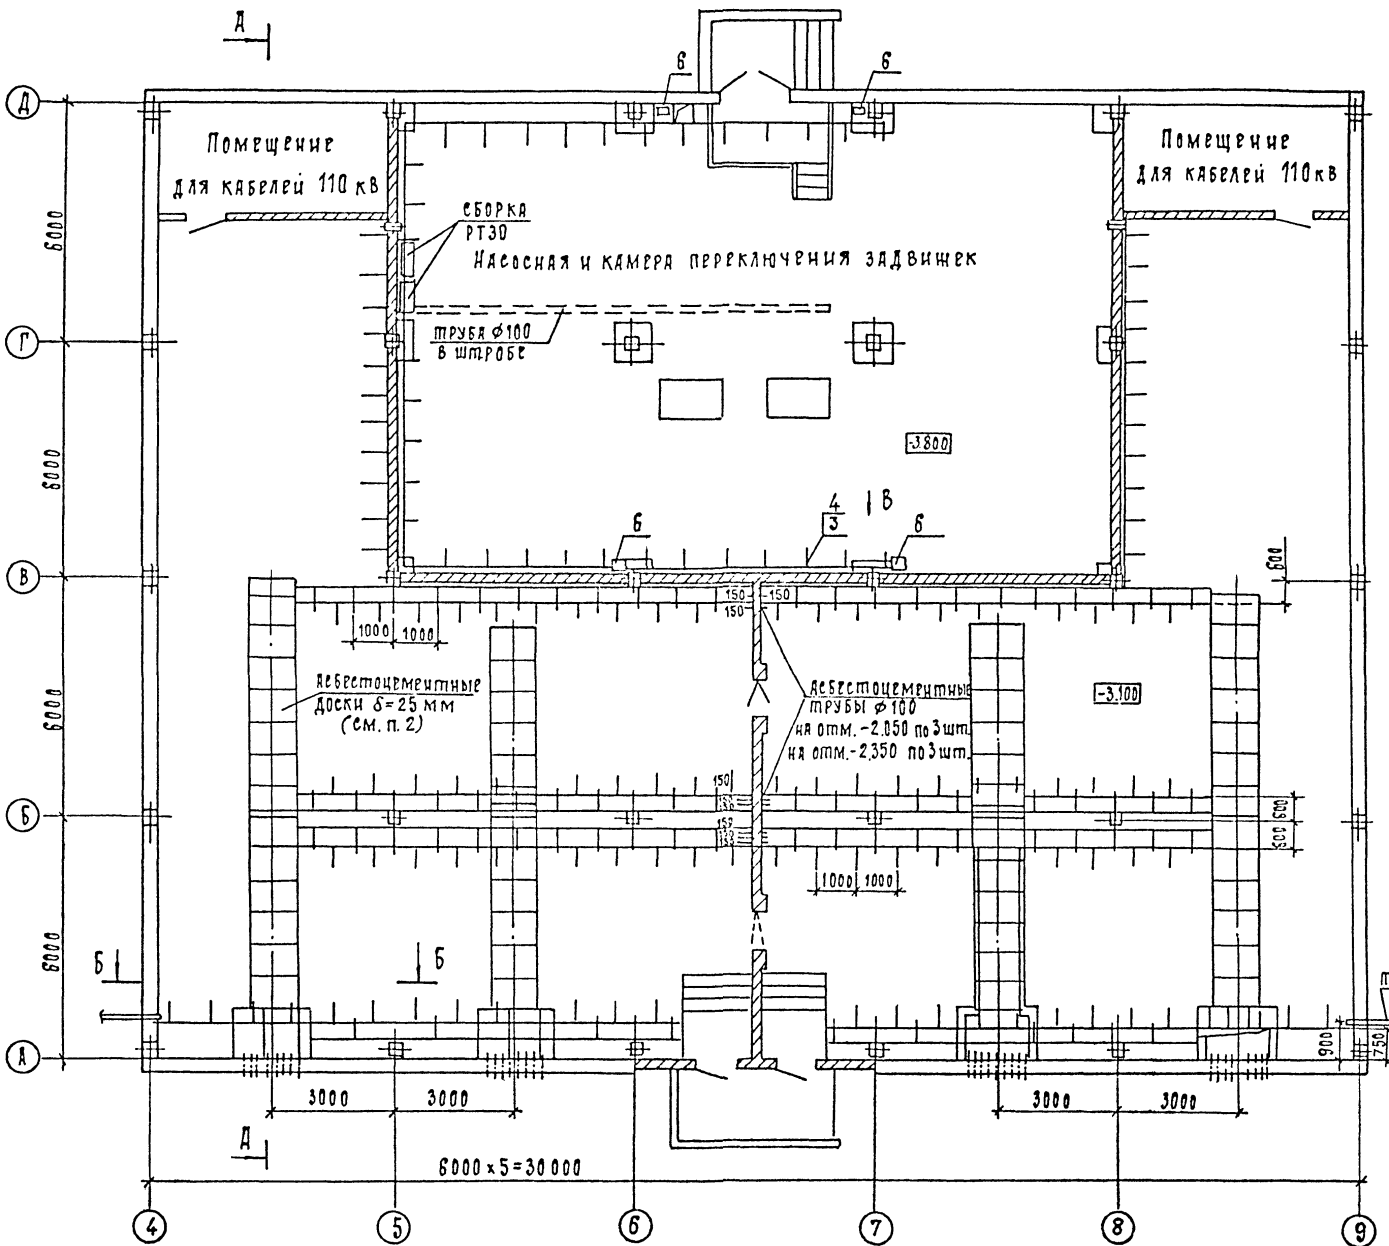 А
6
6
Д
Помещение
для кабелей 110 кв
Помещение
для кабелей 110 кв
6000
сборка
РТ30
Насосная и камера переключения задвижек
Г
труба ф100
в штробе
-3.800
6000
6
4
3
В
6
В
600
150
150
150
1000
1000
Асбестоцементные
доски δ=25 мм
(см. п. 2)
Асбестоцементные
трубы ф100
на отм. -2.050 по 3 шт.
на отм. -2.350 по 3 шт.
-3.100
6000
150
Б
150
900
900
1000
1000
6000
Б
Б
900
750
А
3000
3000
3000
3000
А
6000 x 5 = 30 000
4
5
6
7
8
9